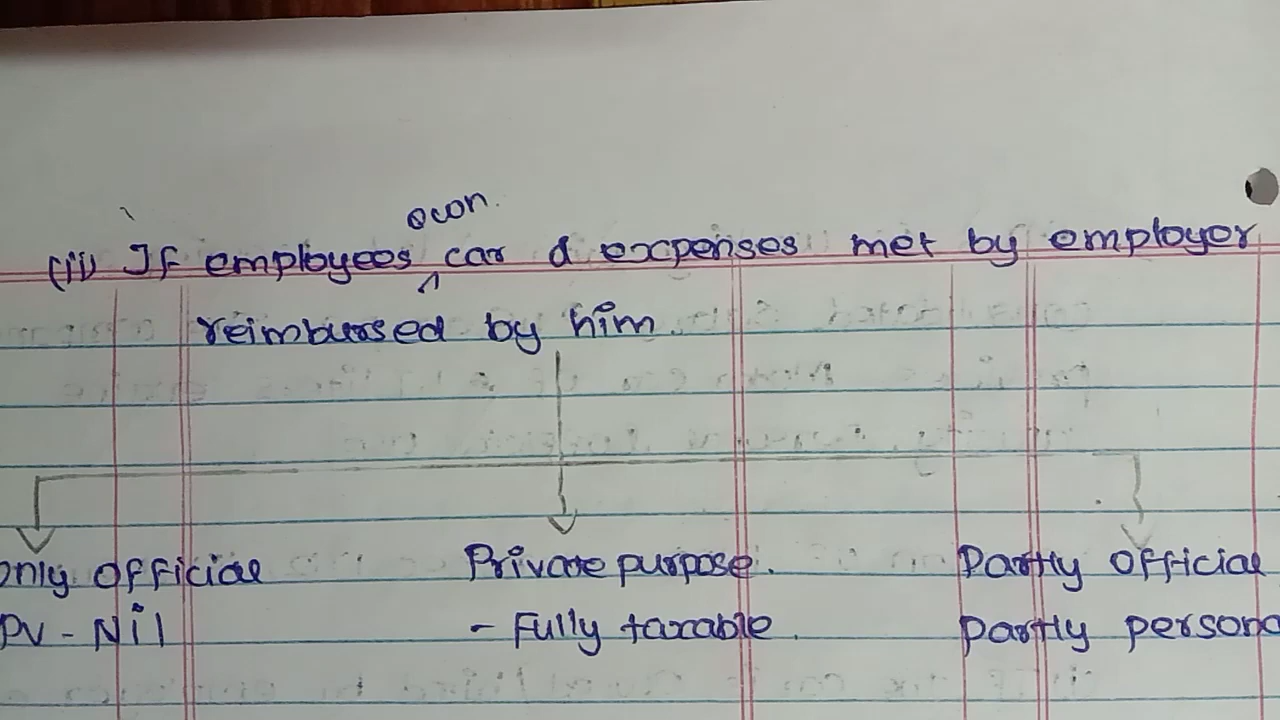 own.
(ii) If employees ^ car & expenses met by employer
reimbursed by him.
only official Private purpose. Partly official
PV - Nil - Fully taxable. partly persona